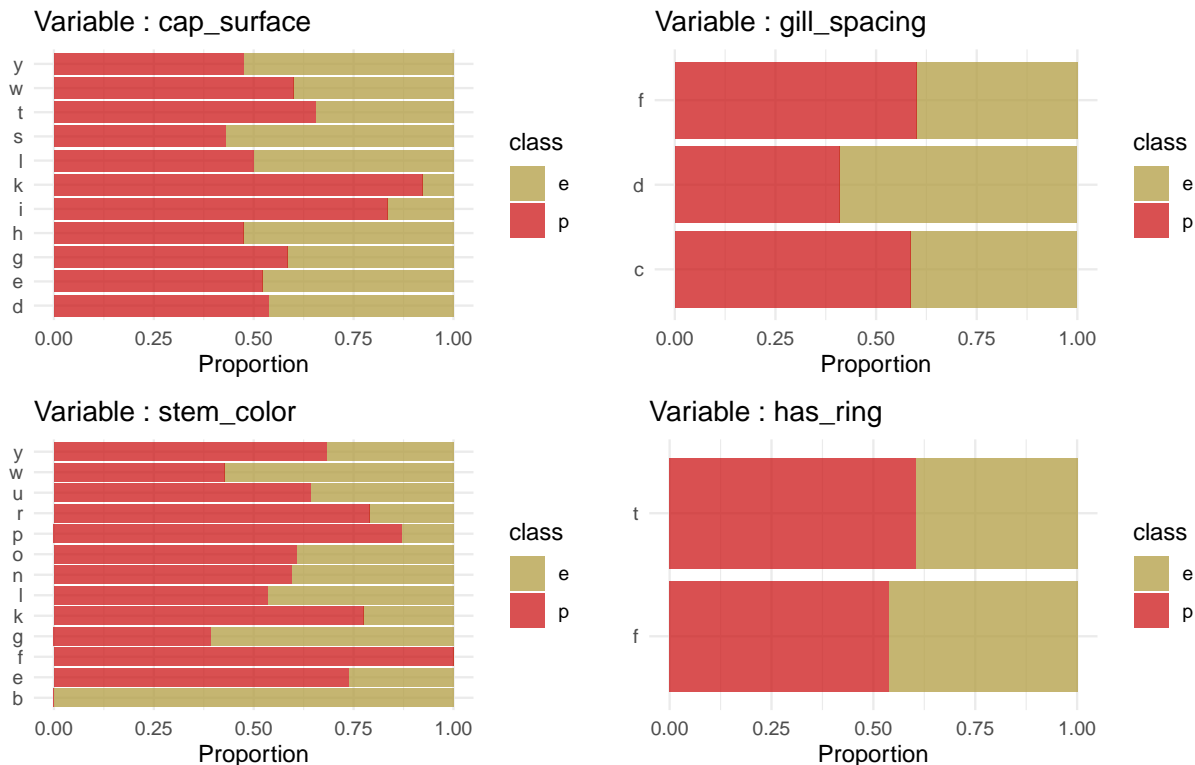 Variable : cap_surface
y
w
t
s
l
k
i
h
g
e
d
0.00 0.25 0.50 0.75 1.00
Proportion
class
e
p
Variable : gill_spacing
f
d
c
0.00 0.25 0.50 0.75 1.00
Proportion
class
e
p
Variable : stem_color
y
w
u
r
p
o
n
l
k
g
f
e
b
0.00 0.25 0.50 0.75 1.00
Proportion
class
e
p
Variable : has_ring
t
f
0.00 0.25 0.50 0.75 1.00
Proportion
class
e
p